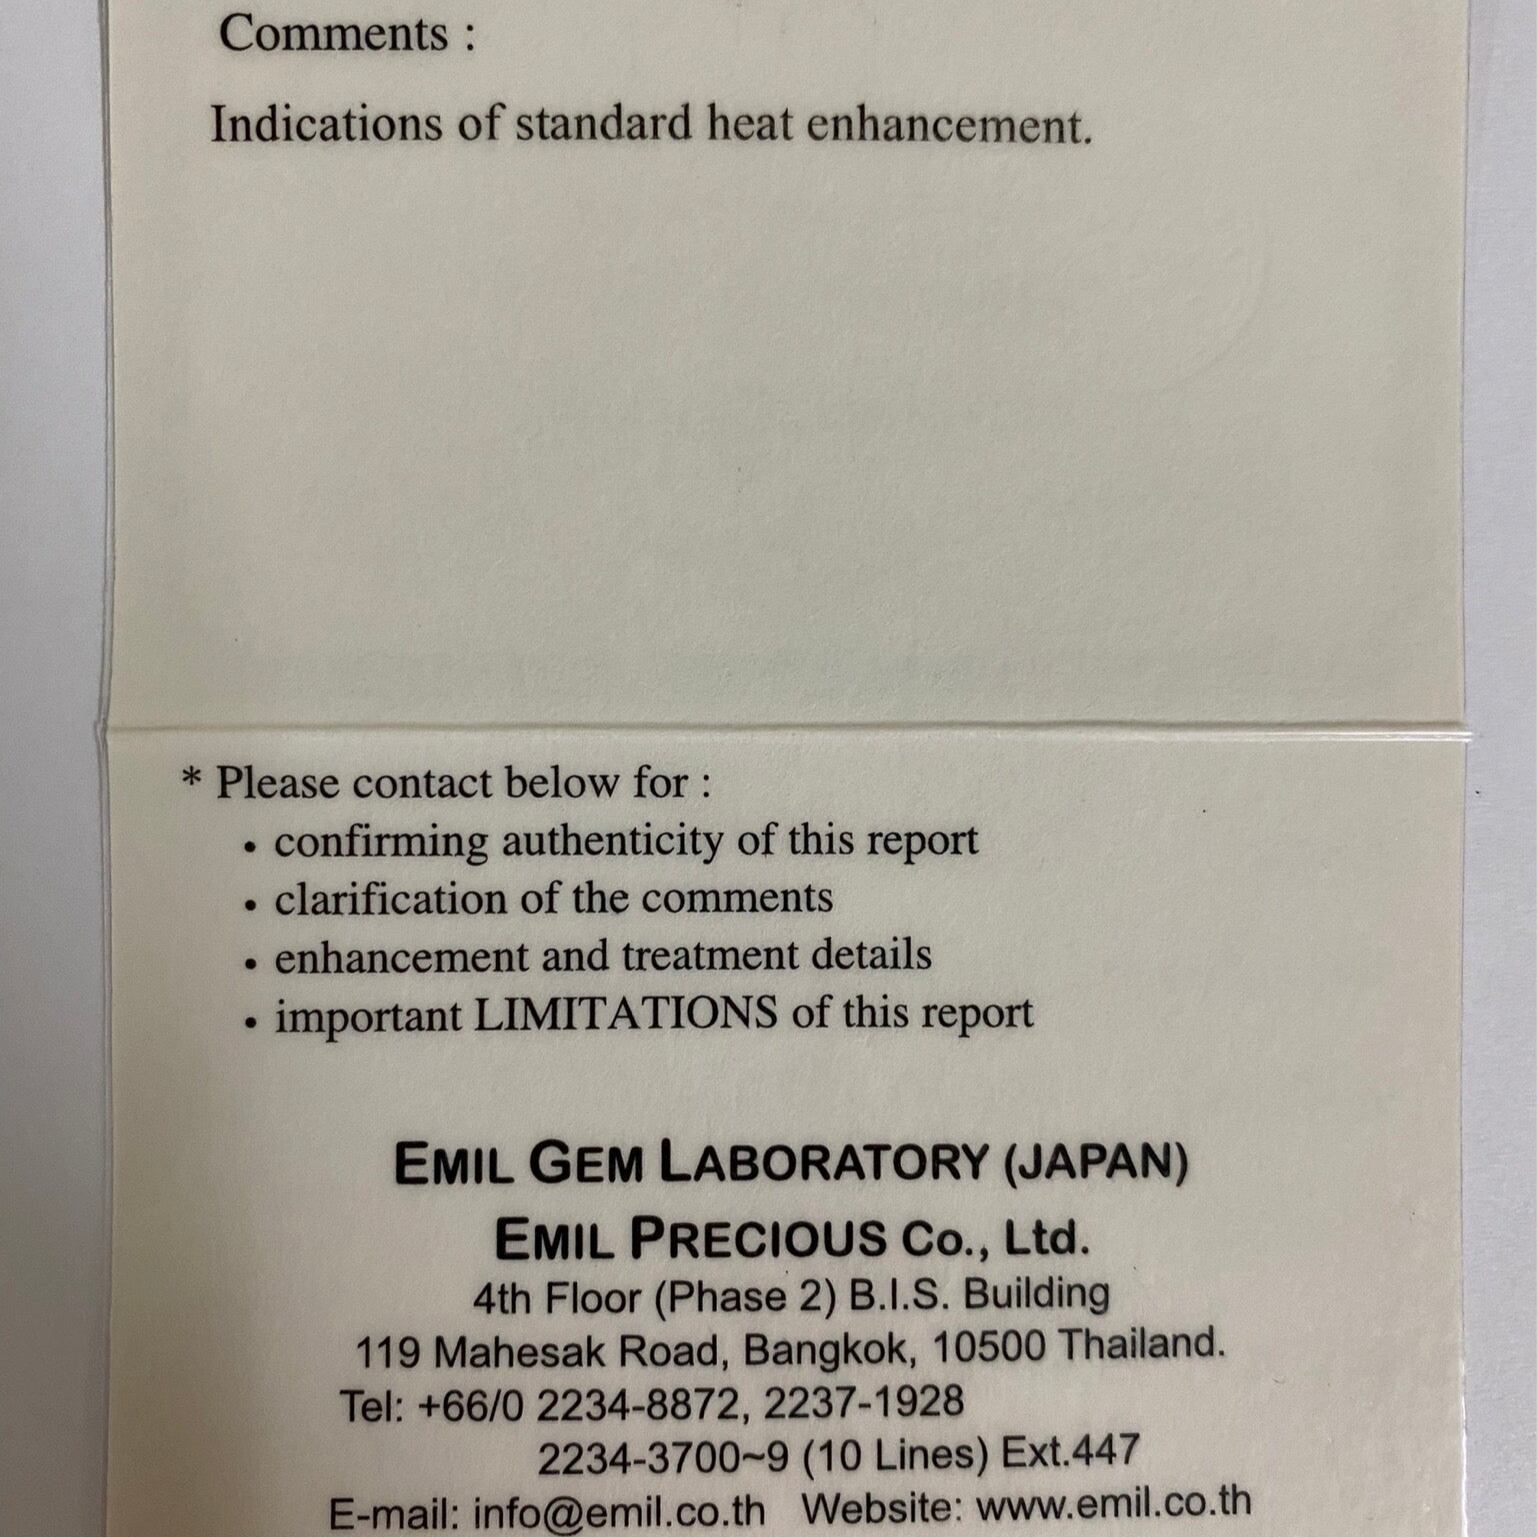 Comments :
Indications of standard heat enhancement.
* Please contact below for :
• confirming authenticity of this report
• clarification of the comments
• enhancement and treatment details
• important LIMITATIONS of this report
EMIL GEM LABORATORY (JAPAN)
EMIL PRECIOUS Co., Ltd.
4th Floor (Phase 2) B.I.S. Building
119 Mahesak Road, Bangkok, 10500 Thailand.
Tel: +66/0 2234-8872, 2237-1928
2234-3700~9 (10 Lines) Ext.447
E-mail: info@emil.co.th Website: www.emil.co.th